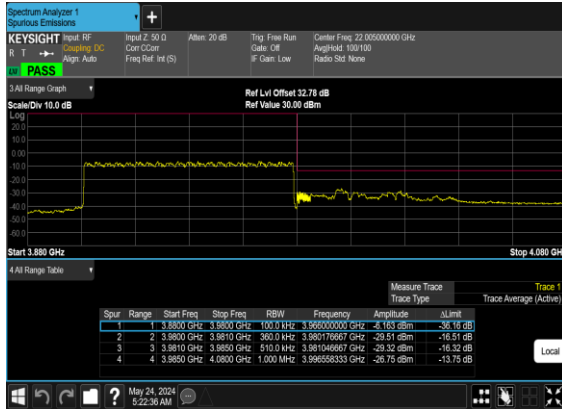 Spectrum Analyzer 1
Spurious Emissions
KEYSIGHT Input: RF Input Z: 50 Ω Atten: 20 dB Trig: Free Run Center Freq: 22.005000000 GHz
R T Coupling: DC Corr CCorr Gate: Off Avg|Hold: 100/100
Align: Auto Freq Ref: Int (S) IF Gain: Low Radio Std: None
PASS
3 All Range Graph
Ref Lvl Offset 32.78 dB
Scale/Div 10.0 dB Ref Value 30.00 dBm
Log
20.0
10.0
0.00
-10.0
-20.0
-30.0
-40.0
-50.0
-60.0
Start 3.880 GHz Stop 4.080 GH
4 All Range Table
Measure Trace Trace 1
Trace Type Trace Average (Active)
Spur Range Start Freq Stop Freq RBW Frequency Amplitude ΔLimit
1 1 3.8800 GHz 3.9800 GHz 100.0 kHz 3.966000000 GHz -6.163 dBm -36.16 dB
2 2 3.9800 GHz 3.9810 GHz 360.0 kHz 3.980176667 GHz -29.51 dBm -16.51 dB
3 3 3.9810 GHz 3.9850 GHz 510.0 kHz 3.981046667 GHz -29.32 dBm -16.32 dB
4 4 3.9850 GHz 4.0800 GHz 1.000 MHz 3.996558333 GHz -26.75 dBm -13.75 dB
Local
May 24, 2024
5:22:36 AM